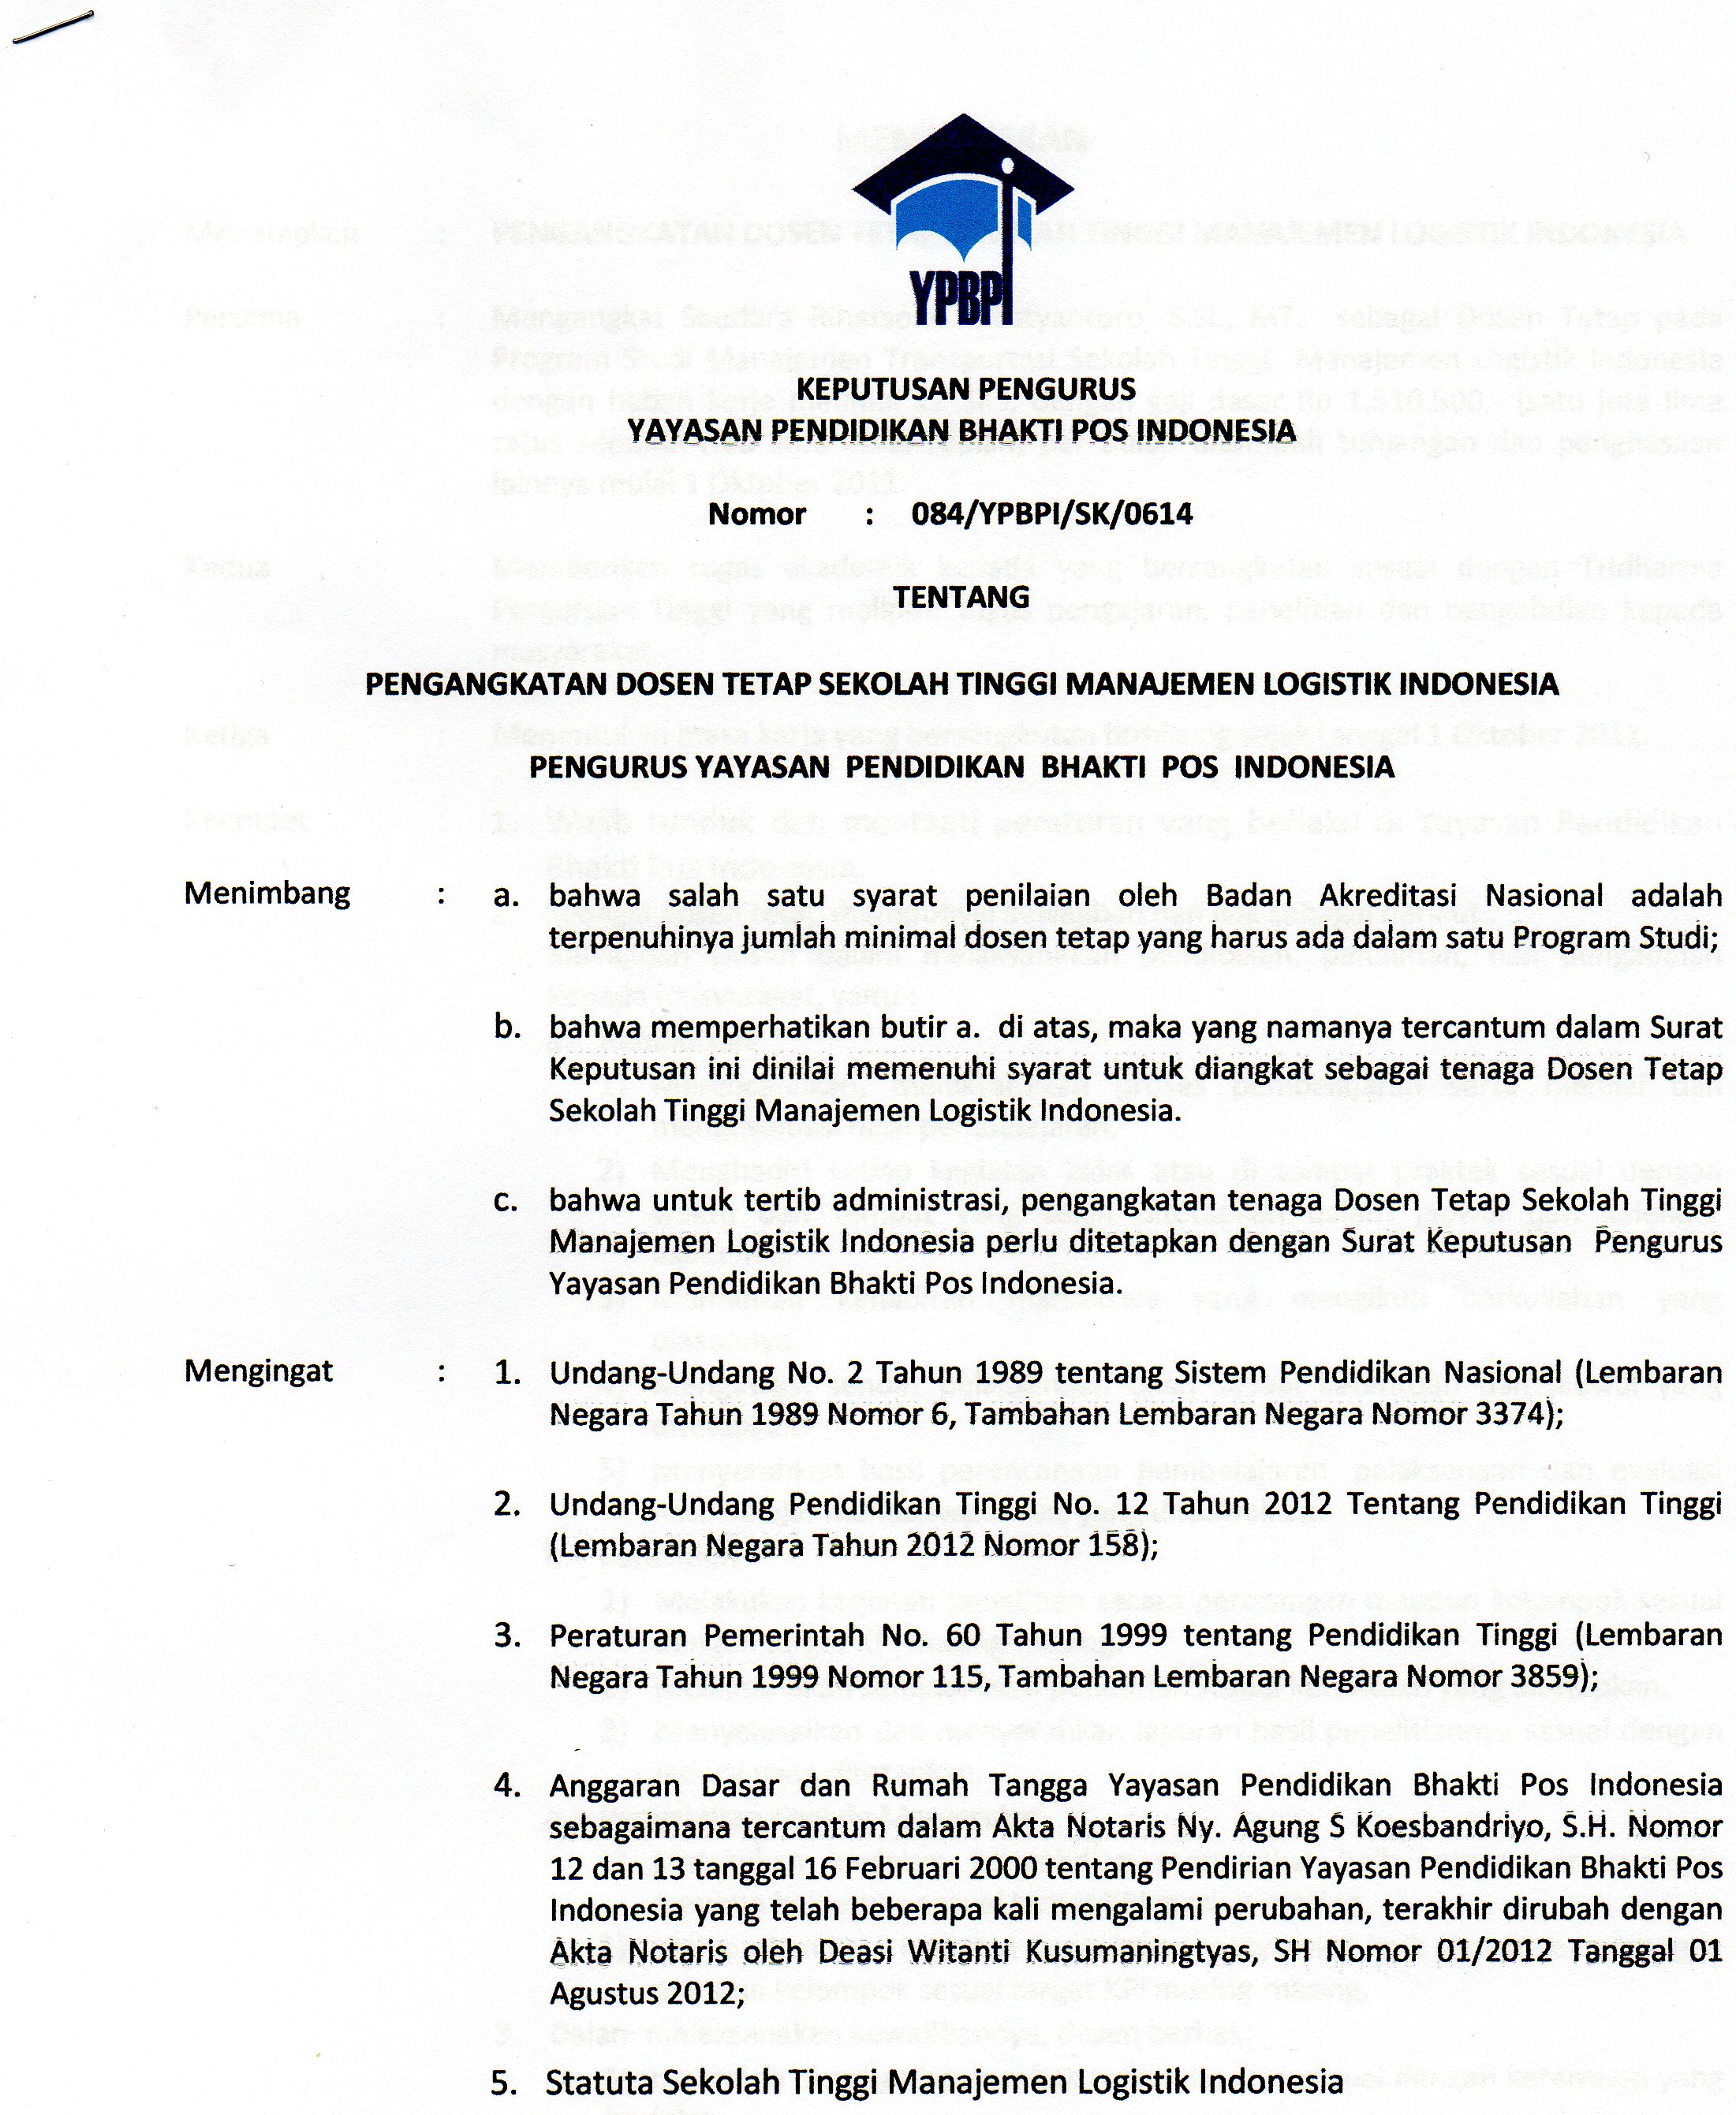 YPBPI
KEPUTUSAN PENGURUS
YAYASAN PENDIDIKAN BHAKTI POS INDONESIA
Nomor : 084/YPBPI/SK/0614
TENTANG
PENGANGKATAN DOSEN TETAP SEKOLAH TINGGI MANAJEMEN LOGISTIK INDONESIA
PENGURUS YAYASAN PENDIDIKAN BHAKTI POS INDONESIA
Menimbang : a. bahwa salah satu syarat penilaian oleh Badan Akreditasi Nasional adalah
terpenuhinya jumlah minimal dosen tetap yang harus ada dalam satu Program Studi;
b. bahwa memperhatikan butir a. di atas, maka yang namanya tercantum dalam Surat
Keputusan ini dinilai memenuhi syarat untuk diangkat sebagai tenaga Dosen Tetap
Sekolah Tinggi Manajemen Logistik Indonesia.
c. bahwa untuk tertib administrasi, pengangkatan tenaga Dosen Tetap Sekolah Tinggi
Manajemen Logistik Indonesia perlu ditetapkan dengan Surat Keputusan Pengurus
Yayasan Pendidikan Bhakti Pos Indonesia.
Mengingat : 1. Undang-Undang No. 2 Tahun 1989 tentang Sistem Pendidikan Nasional (Lembaran
Negara Tahun 1989 Nomor 6, Tambahan Lembaran Negara Nomor 3374);
2. Undang-Undang Pendidikan Tinggi No. 12 Tahun 2012 Tentang Pendidikan Tinggi
(Lembaran Negara Tahun 2012 Nomor 158);
3. Peraturan Pemerintah No. 60 Tahun 1999 tentang Pendidikan Tinggi (Lembaran
Negara Tahun 1999 Nomor 115, Tambahan Lembaran Negara Nomor 3859);
4. Anggaran Dasar dan Rumah Tangga Yayasan Pendidikan Bhakti Pos Indonesia
sebagaimana tercantum dalam Akta Notaris Ny. Agung S Koesbandriyo, S.H. Nomor
12 dan 13 tanggal 16 Februari 2000 tentang Pendirian Yayasan Pendidikan Bhakti Pos
Indonesia yang telah beberapa kali mengalami perubahan, terakhir dirubah dengan
Akta Notaris oleh Deasi Witanti Kusumaningtyas, SH Nomor 01/2012 Tanggal 01
Agustus 2012;
5. Statuta Sekolah Tinggi Manajemen Logistik Indonesia